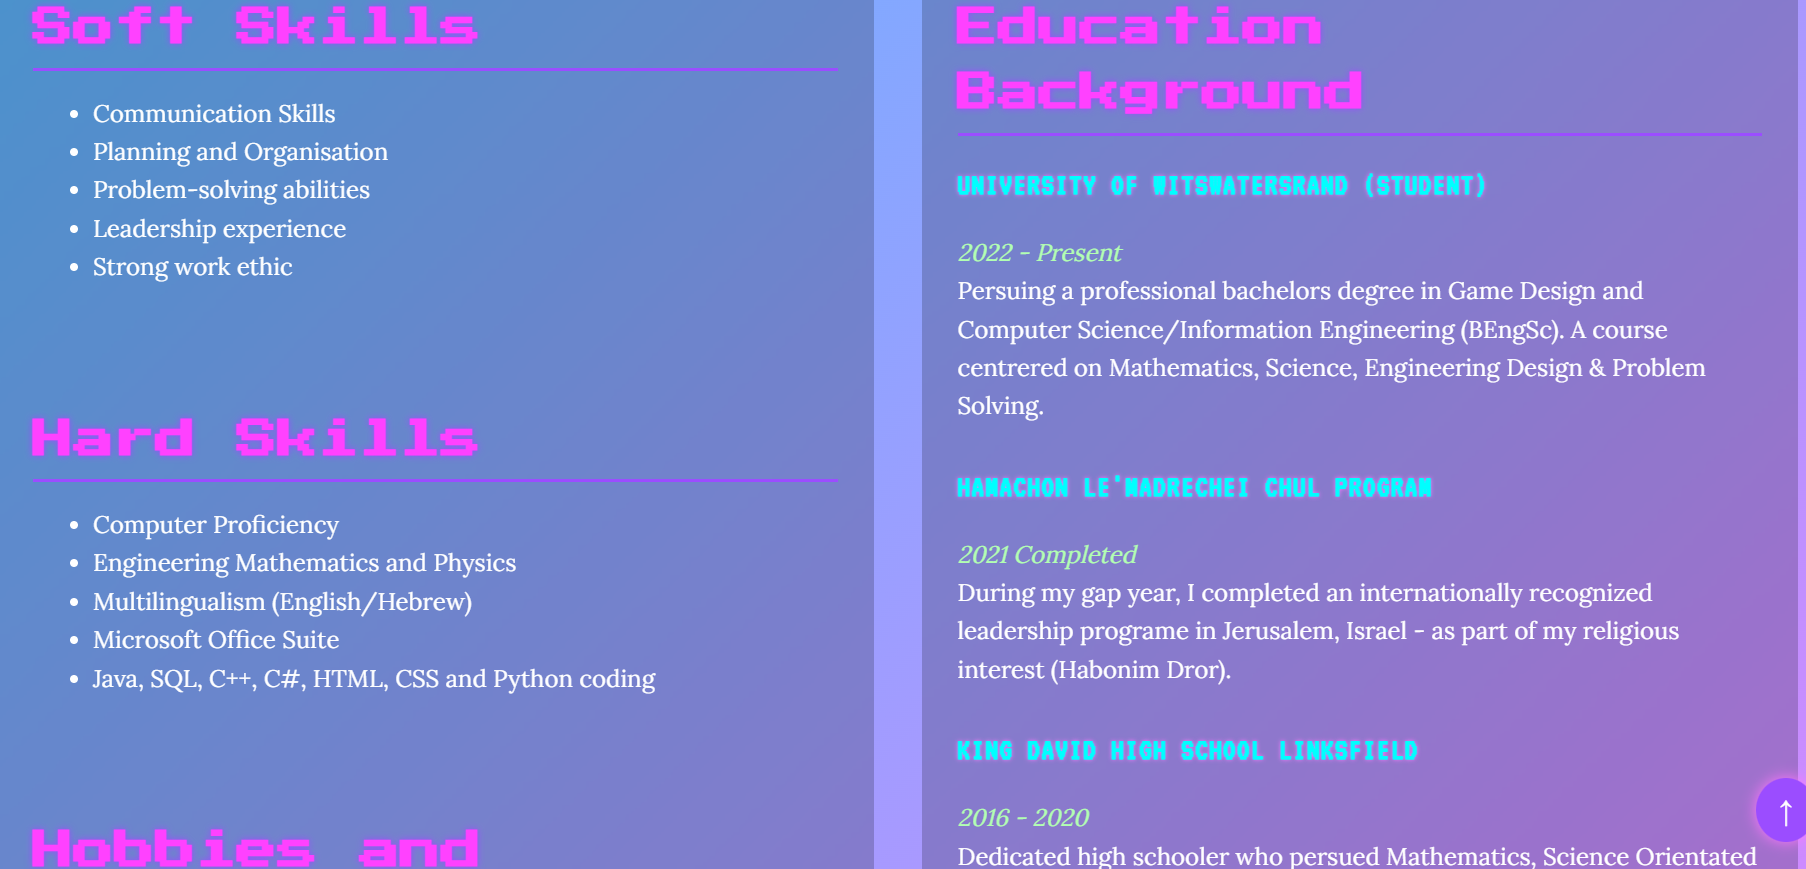 Soft Skills
Communication Skills
Planning and Organisation
Problem-solving abilities
Leadership experience
Strong work ethic
Hard Skills
Computer Proficiency
Engineering Mathematics and Physics
Multilingualism (English/Hebrew)
Microsoft Office Suite
Java, SQL, C++, C#, HTML, CSS and Python coding
Hobbies and
Education
Background
UNIVERSITY OF WITSWATERSRAND (STUDENT)
2022 - Present
Persuing a professional bachelors degree in Game Design and
Computer Science/Information Engineering (BEngSc). A course
centrered on Mathematics, Science, Engineering Design & Problem
Solving.
HAMACHON LE'MADRECHEI CHUL PROGRAM
2021 Completed
During my gap year, I completed an internationally recognized
leadership programe in Jerusalem, Israel - as part of my religious
interest (Habonim Dror).
KING DAVID HIGH SCHOOL LINKSFIELD
2016 - 2020
Dedicated high schooler who persued Mathematics, Science Orientated
↑